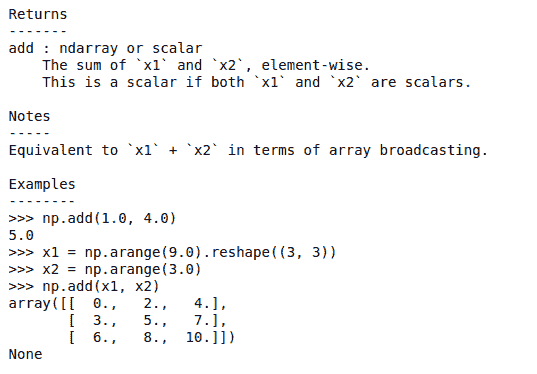 Returns
-------
add : ndarray or scalar
    The sum of `x1` and `x2`, element-wise.
    This is a scalar if both `x1` and `x2` are scalars.

Notes
-----
Equivalent to `x1` + `x2` in terms of array broadcasting.

Examples
--------
>>> np.add(1.0, 4.0)
5.0
>>> x1 = np.arange(9.0).reshape((3, 3))
>>> x2 = np.arange(3.0)
>>> np.add(x1, x2)
array([[  0.,   2.,   4.],
       [  3.,   5.,   7.],
       [  6.,   8.,  10.]])
None